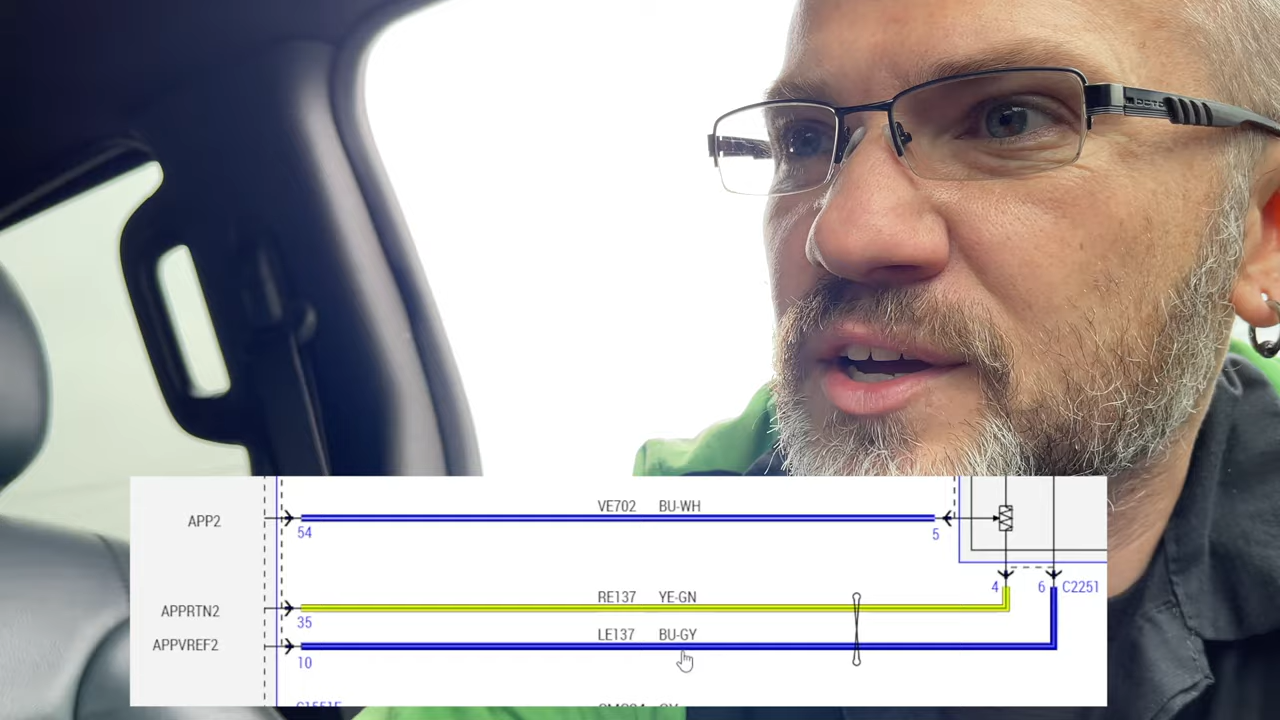 APP2
VE702 BU-WH
54
5
4
6 C2251
RE137 YE-GN
APPRTN2
35
LE137 BU-GY
APPVREF2
10